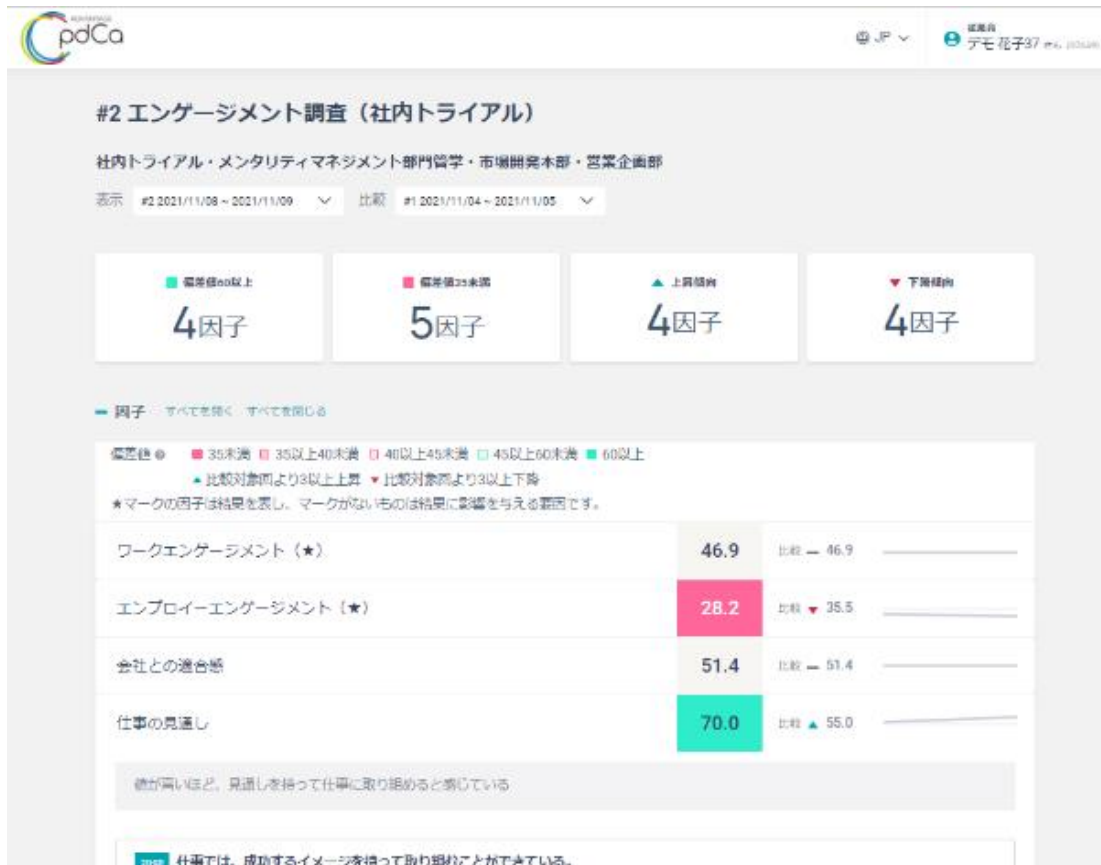 pdCa
JP
デモ 花子37
#2 エンゲージメント調査（社内トライアル）
社内トライアル・メンタリティマネジメント部門管学・市場開発本部・営業企画部
表示 #2 2021/11/08 ~ 2021/11/09 比較 #1 2021/11/04 ~ 2021/11/05
偏差値60以上 偏差値35未満 上昇傾向 下降傾向
4因子 5因子 4因子 4因子
因子 すべてを開く すべてを閉じる
偏差値 35未満 35以上40未満 40以上45未満 45以上60未満 60以上
▲ 比較対象回より3以上上昇 ▼ 比較対象回より3以上下降
★マークの因子は結果を表し、マークがないものは結果に影響を与える要因です。
ワークエンゲージメント（★） 46.9 比較 － 46.9
エンプロイーエンゲージメント（★） 28.2 比較 ▼ 35.5
会社との適合感 51.4 比較 － 51.4
仕事の見通し 70.0 比較 ▲ 55.0
値が高いほど、見通しを持って仕事に取り組めると感じている
仕事では、成功するイメージを持って取り組むことができている。